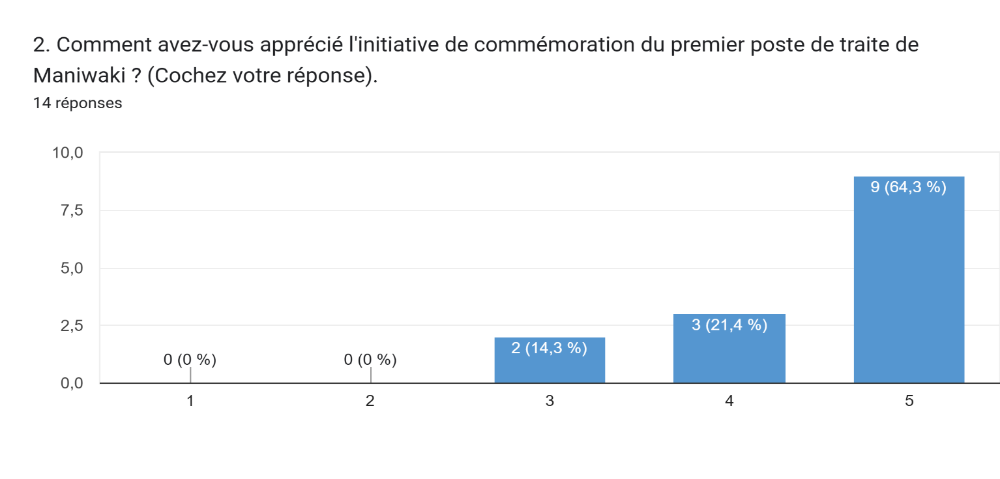 2. Comment avez-vous apprécié l'initiative de commémoration du premier poste de traite de
Maniwaki ? (Cochez votre réponse).
14 réponses
10,0
7,5
5,0
2,5
0,0
0 (0 %)
0 (0 %)
2 (14,3 %)
3 (21,4 %)
9 (64,3 %)
1
2
3
4
5